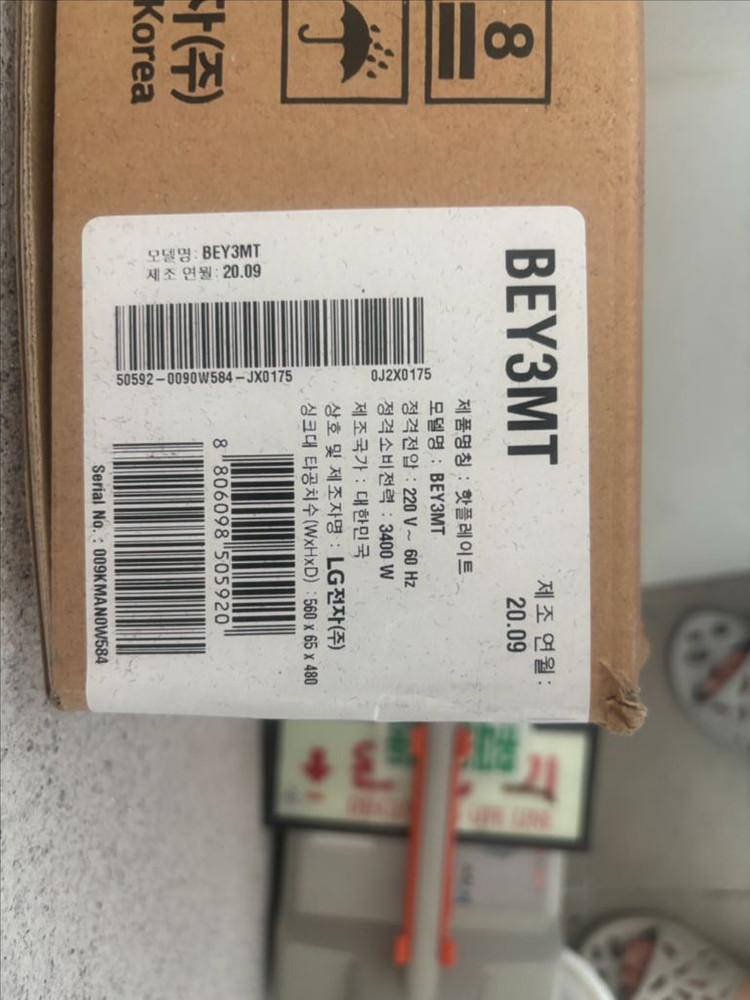 자(주)
Korea
8
BEY3MT
제조 연월 :
20.09
모델명 : BEY3MT
제조 연월 : 20.09
50592-0090W584-JX0175
0J2X0175
제품명칭 : 핫플레이트
모델명 : BEY3MT
정격전압 : 220 V~ 60 Hz
정격소비전력 : 3400 W
제조국가 : 대한민국
상호 및 제조자명 : LG전자(주)
싱크대 타공치수(WxHxD) : 560 x 65 x 480
8 806098 505920
Serial No. : 009KMAN0W584